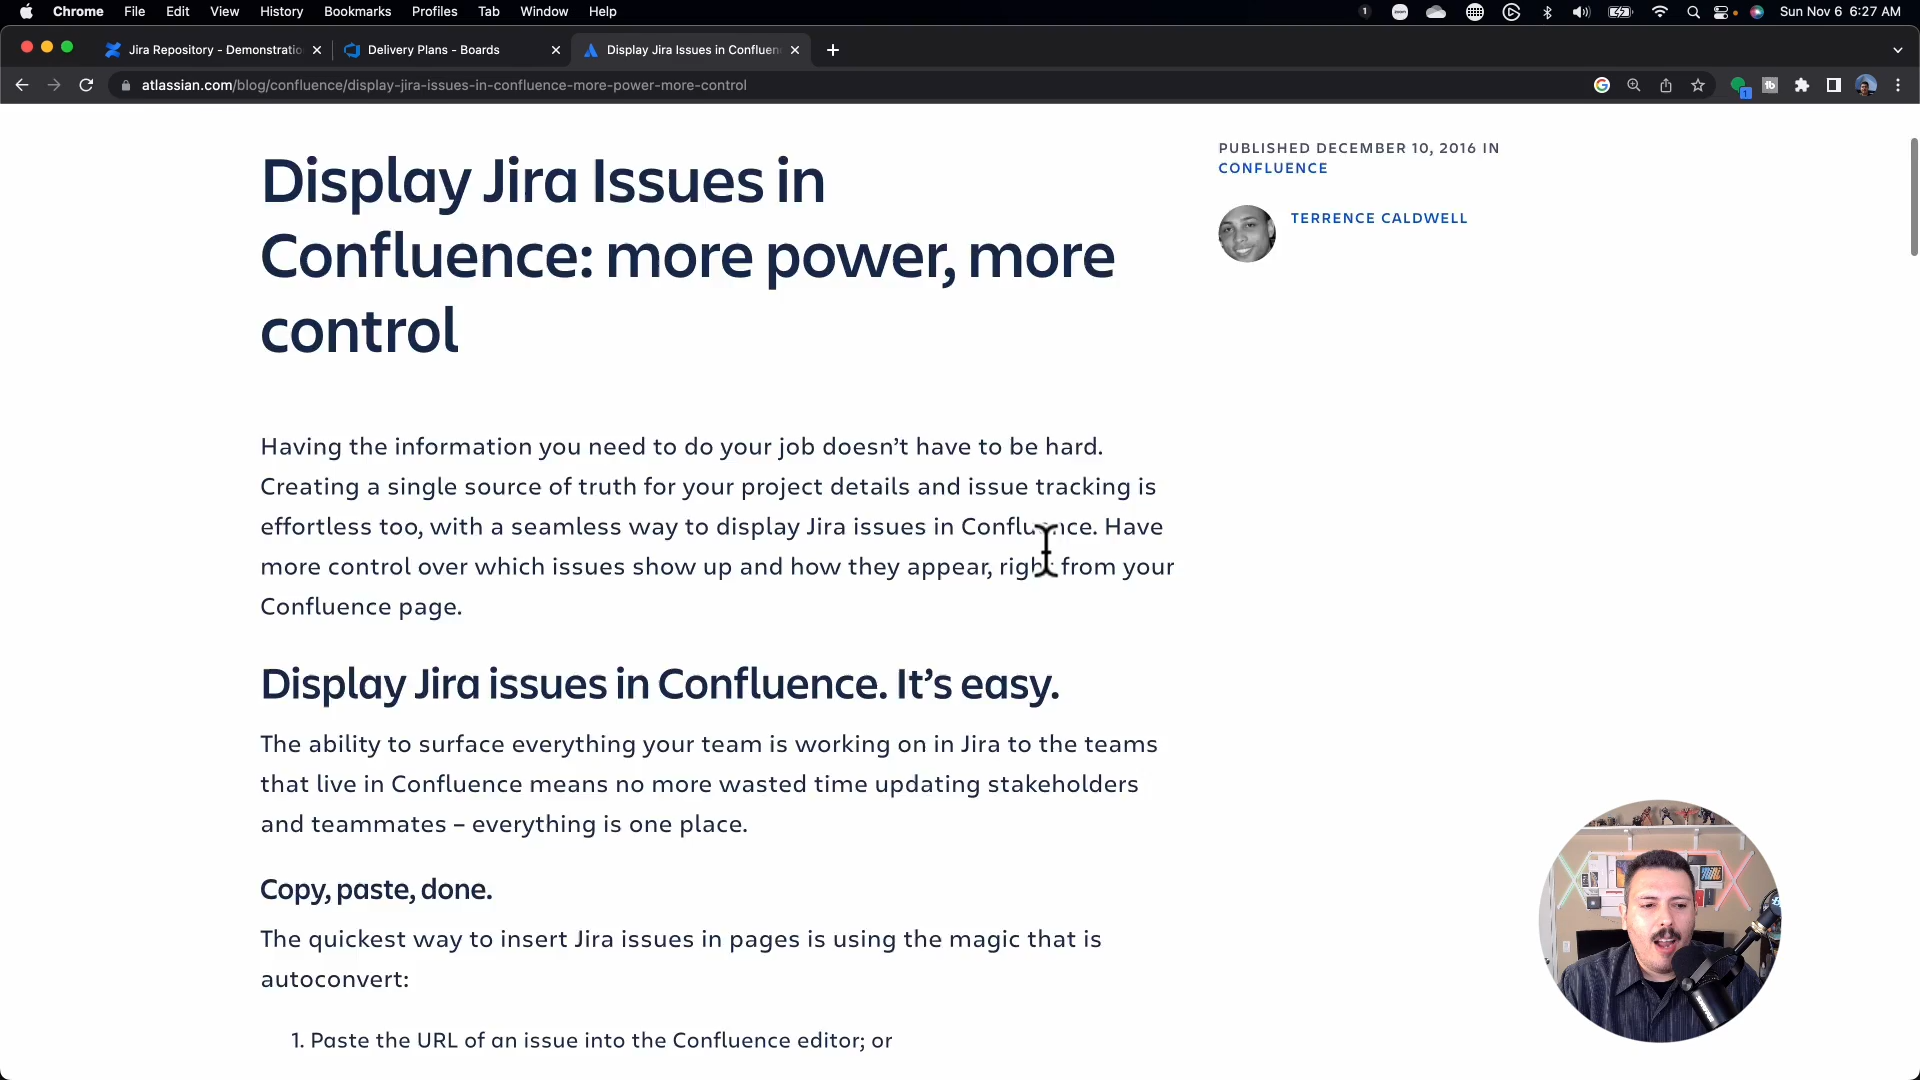 Chrome File Edit View History Bookmarks Profiles Tab Window Help
1 Sun Nov 6 6:27 AM
Jira Repository - Demonstratio
Delivery Plans - Boards
Display Jira Issues in Confluen
atlassian.com/blog/confluence/display-jira-issues-in-confluence-more-power-more-control
1
Display Jira Issues in
Confluence: more power, more
control
PUBLISHED DECEMBER 10, 2016 IN
CONFLUENCE
TERRENCE CALDWELL
Having the information you need to do your job doesn’t have to be hard.
Creating a single source of truth for your project details and issue tracking is
effortless too, with a seamless way to display Jira issues in Confluence. Have
more control over which issues show up and how they appear, right from your
Confluence page.
Display Jira issues in Confluence. It’s easy.
The ability to surface everything your team is working on in Jira to the teams
that live in Confluence means no more wasted time updating stakeholders
and teammates – everything is one place.
Copy, paste, done.
The quickest way to insert Jira issues in pages is using the magic that is
autoconvert:
1. Paste the URL of an issue into the Confluence editor; or